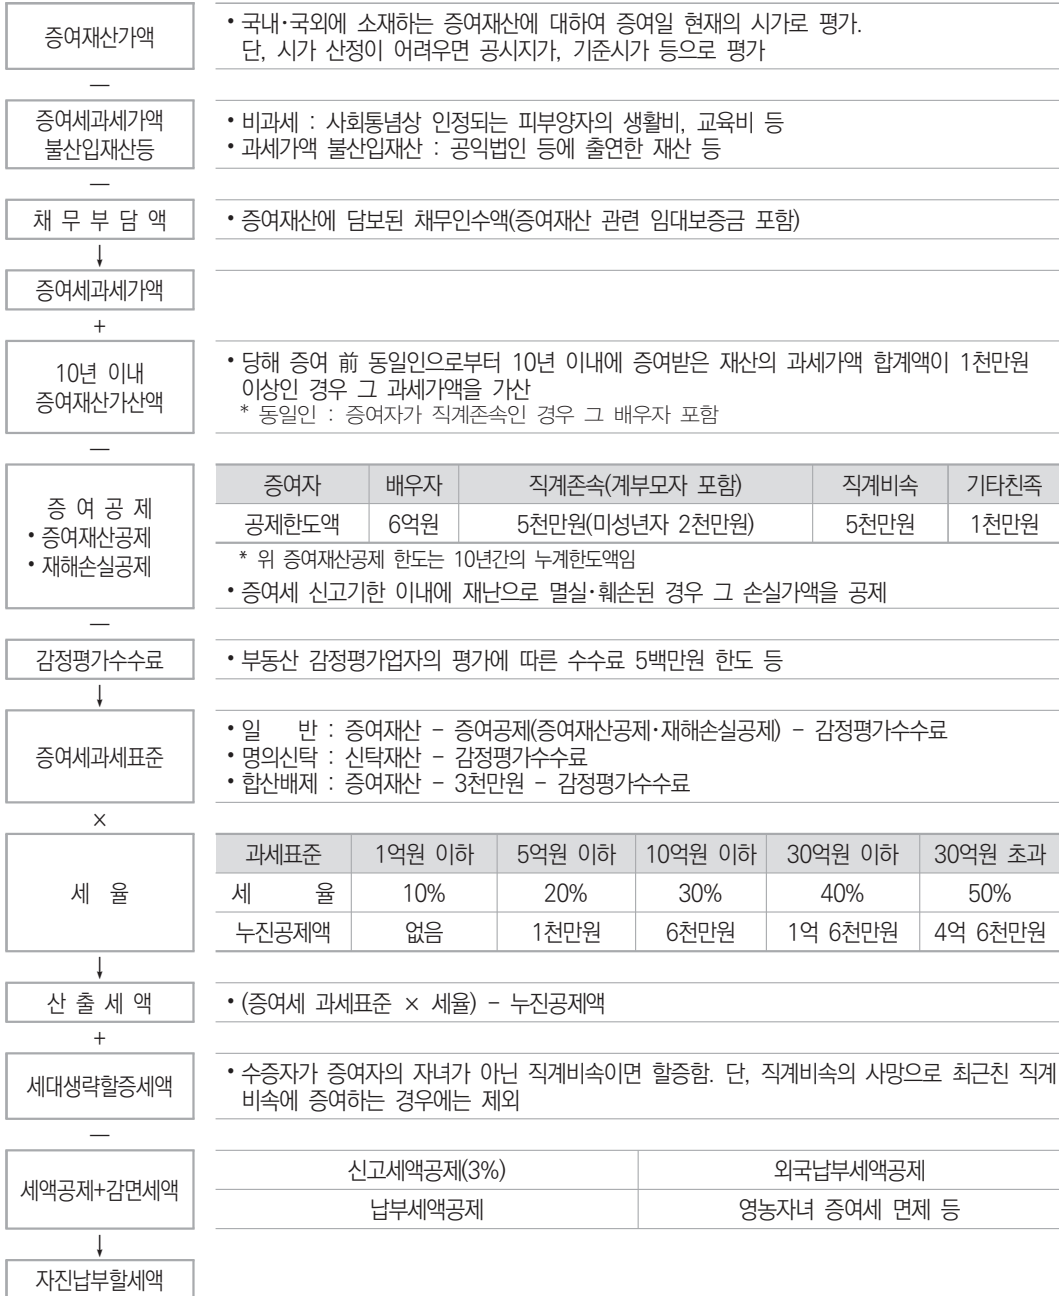 증여재산가액
• 국내·국외에 소재하는 증여재산에 대하여 증여일 현재의 시가로 평가.
단, 시가 산정이 어려우면 공시지가, 기준시가 등으로 평가
―
증여세과세가액
불산입재산등
• 비과세 : 사회통념상 인정되는 피부양자의 생활비, 교육비 등
• 과세가액 불산입재산 : 공익법인 등에 출연한 재산 등
―
채 무 부 담 액
• 증여재산에 담보된 채무인수액(증여재산 관련 임대보증금 포함)
↓
증여세과세가액
+
10년 이내
증여재산가산액
• 당해 증여 前 동일인으로부터 10년 이내에 증여받은 재산의 과세가액 합계액이 1천만원
이상인 경우 그 과세가액을 가산
* 동일인 : 증여자가 직계존속인 경우 그 배우자 포함
―
증 여 공 제
• 증여재산공제
• 재해손실공제
증여자 배우자 직계존속(계부모자 포함) 직계비속 기타친족
공제한도액 6억원 5천만원(미성년자 2천만원) 5천만원 1천만원
* 위 증여재산공제 한도는 10년간의 누계한도액임
• 증여세 신고기한 이내에 재난으로 멸실·훼손된 경우 그 손실가액을 공제
―
감정평가수수료
• 부동산 감정평가업자의 평가에 따른 수수료 5백만원 한도 등
↓
증여세과세표준
• 일 반 : 증여재산 − 증여공제(증여재산공제·재해손실공제) − 감정평가수수료
• 명의신탁 : 신탁재산 − 감정평가수수료
• 합산배제 : 증여재산 − 3천만원 − 감정평가수수료
×
세 율
과세표준 1억원 이하 5억원 이하 10억원 이하 30억원 이하 30억원 초과
세 율 10% 20% 30% 40% 50%
누진공제액 없음 1천만원 6천만원 1억 6천만원 4억 6천만원
↓
산 출 세 액
• (증여세 과세표준 × 세율) − 누진공제액
+
세대생략할증세액
• 수증자가 증여자의 자녀가 아닌 직계비속이면 할증함. 단, 직계비속의 사망으로 최근친 직계
비속에 증여하는 경우에는 제외
―
세액공제+감면세액
신고세액공제(3%) 외국납부세액공제
납부세액공제 영농자녀 증여세 면제 등
↓
자진납부할세액